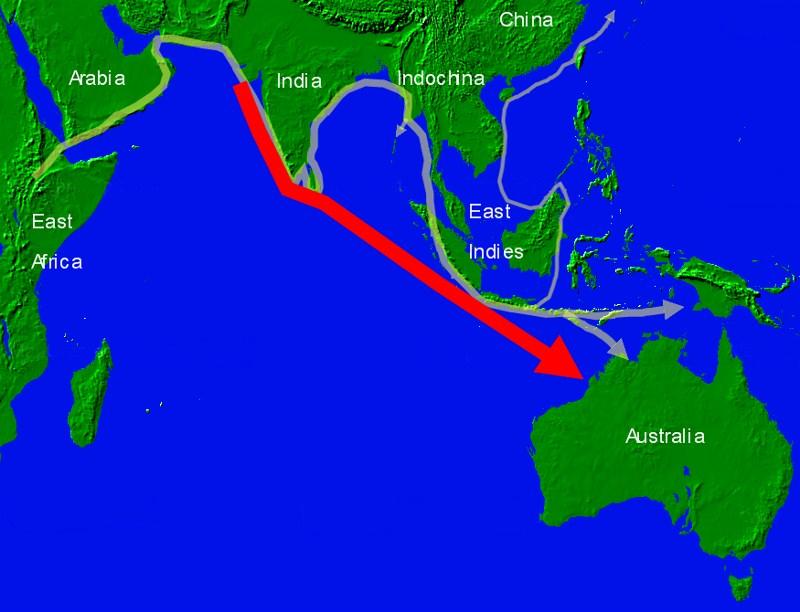 China
Arabia
India
Indochina
East
Africa
East
Indies
Australia